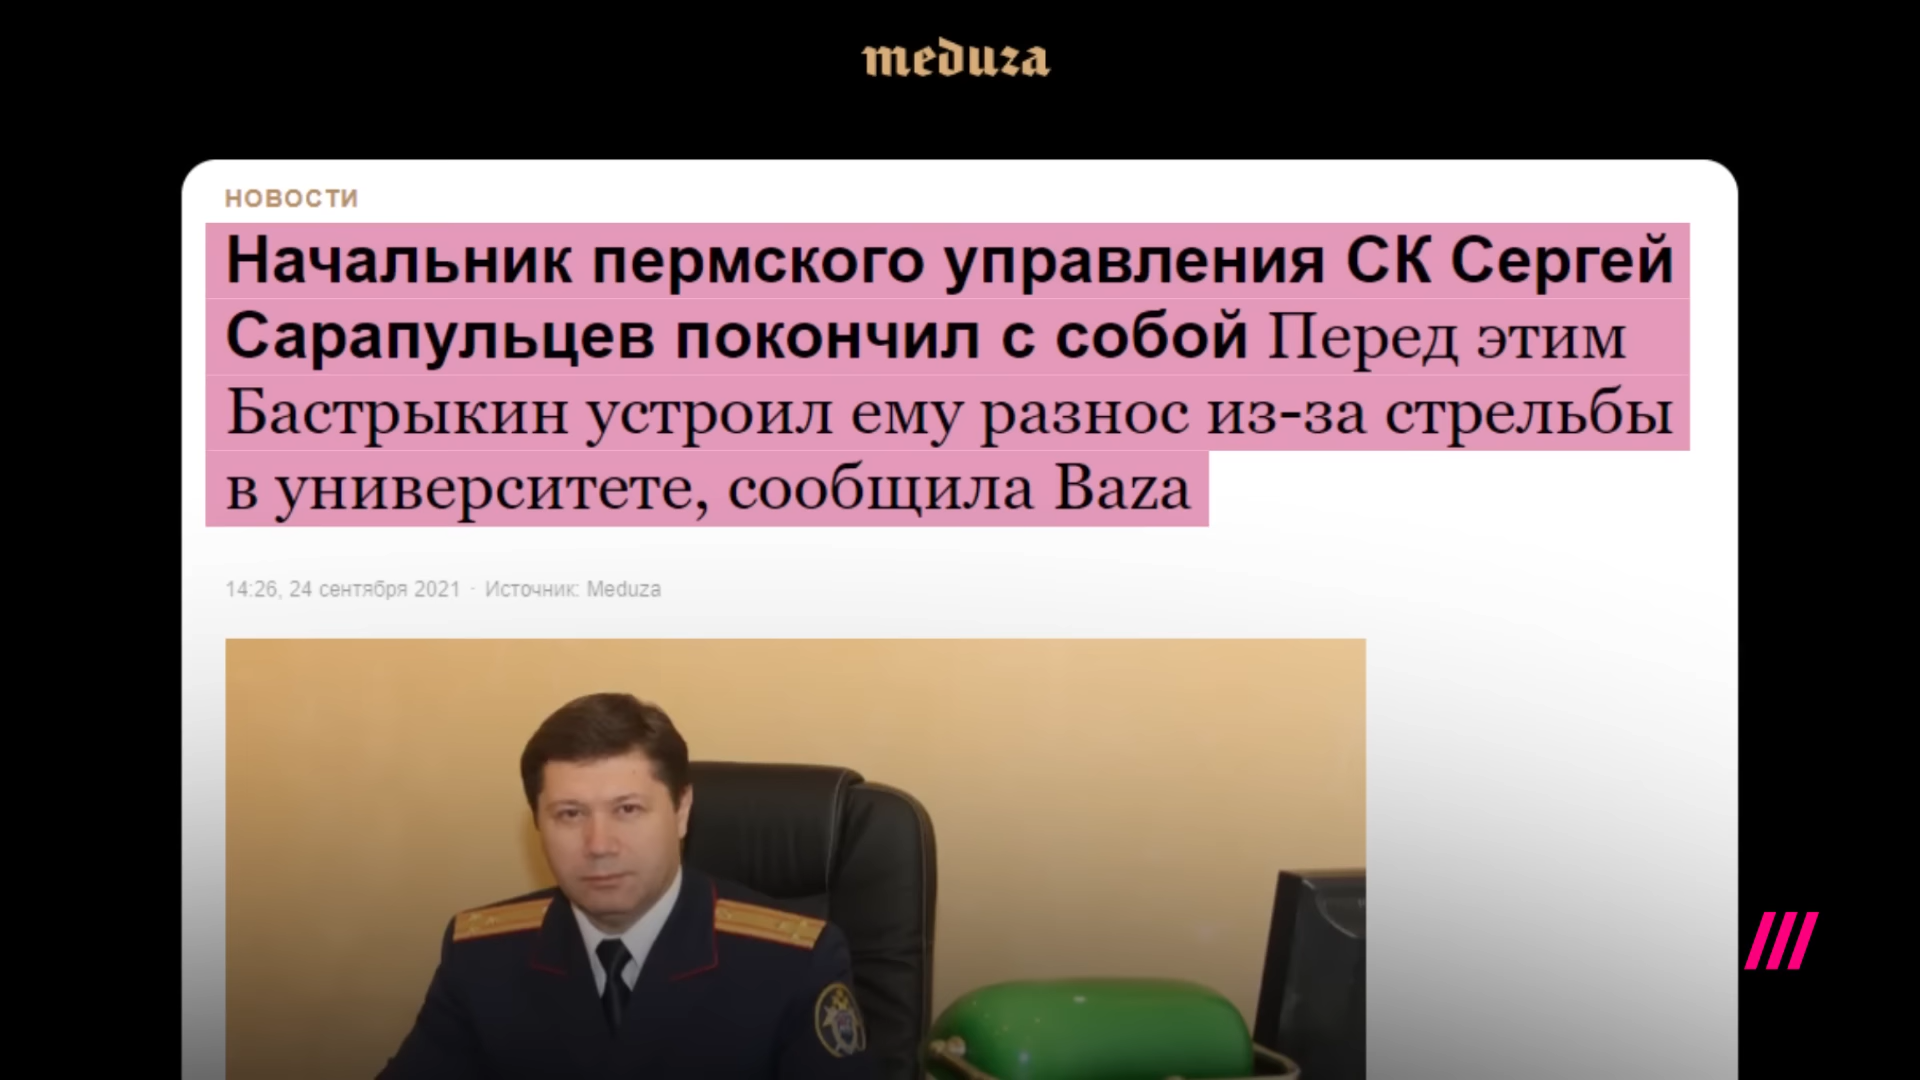 meduza
НОВОСТИ
Начальник пермского управления СК Сергей
Сарапульцев покончил с собой Перед этим
Бастрыкин устроил ему разнос из-за стрельбы
в университете, сообщила Baza
14:26, 24 сентября 2021 · Источник: Meduza